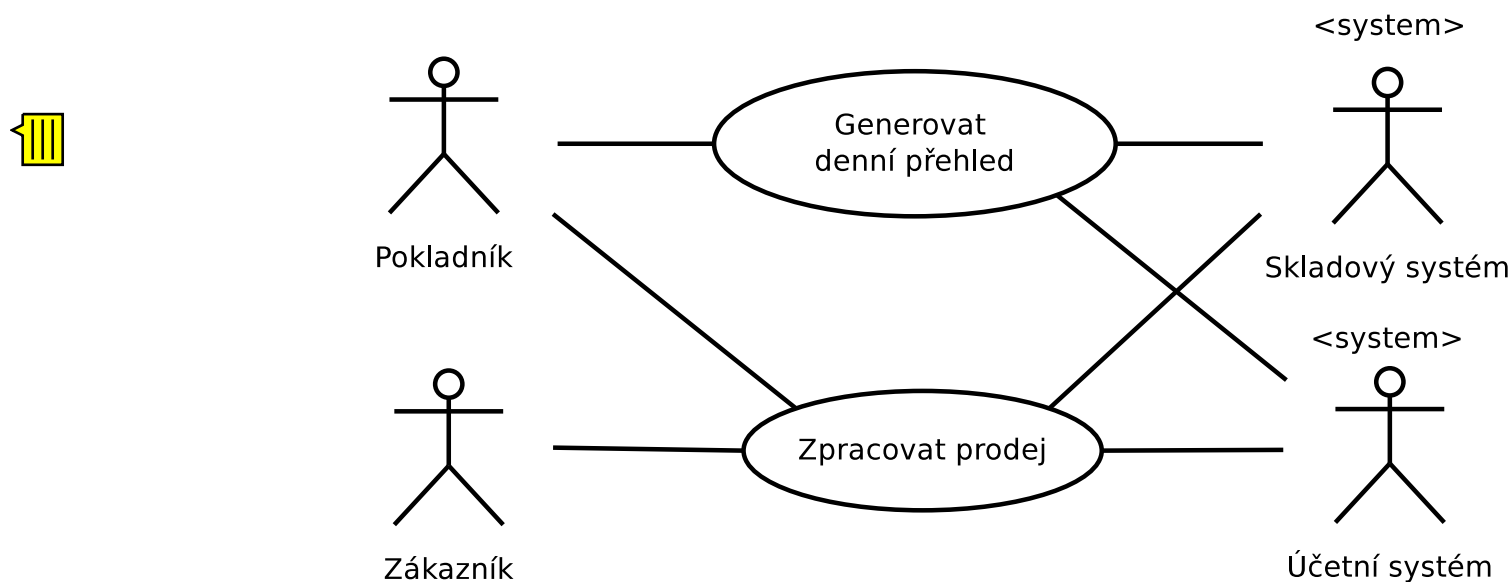 <system>
Generovat
denní přehled
Pokladník
Skladový systém
<system>
Zpracovat prodej
Zákazník
Účetní systém